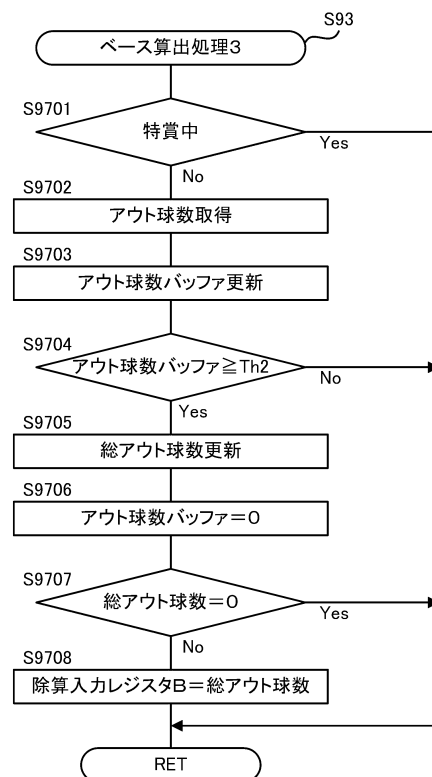 S93
ベース算出処理3
S9701
特賞中
Yes
No
S9702
アウト球数取得
S9703
アウト球数バッファ更新
S9704
アウト球数バッファ≧Th2
No
Yes
S9705
総アウト球数更新
S9706
アウト球数バッファ=0
S9707
総アウト球数=0
Yes
No
S9708
除算入力レジスタB=総アウト球数
RET